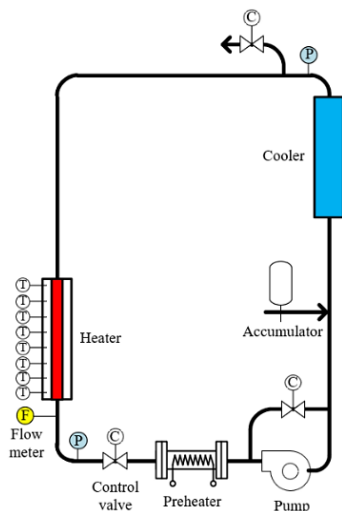 C
P
Cooler
T
T
T
Heater
T
T
T
T
T
Accumulator
C
F
Flow
meter
P
C
Control
valve
Preheater
Pump